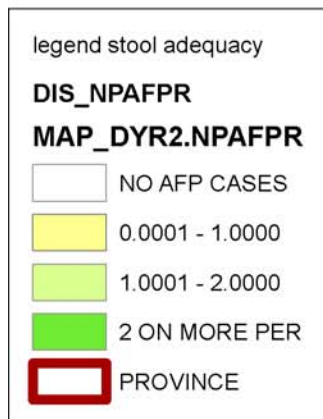 legend stool adequacy
DIS_NPAFPR
MAP_DYR2.NPAFPR
NO AFP CASES
0.0001 - 1.0000
1.0001 - 2.0000
2 ON MORE PER
PROVINCE